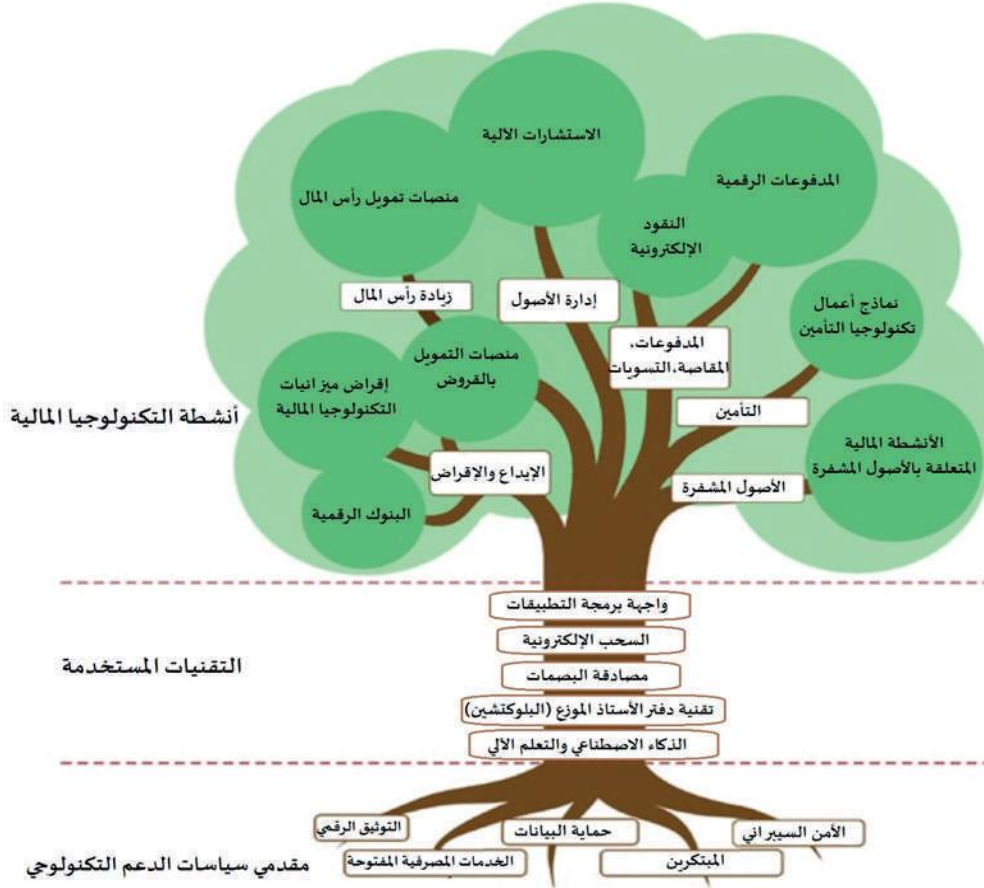 الاستشارات الآلية
المدفوعات الرقمية
منصات تمويل رأس المال
النقود
الإلكترونية
زيادة رأس المال
إدارة الأصول
نماذج أعمال
تكنولوجيا التأمين
المدفوعات،
المقاصة،التسويات
منصات التمويل
بالقروض
إقراض ميزانيات
التكنولوجيا المالية
التأمين
أنشطة التكنولوجيا المالية
الأنشطة المالية
المتعلقة بالأصول المشفرة
الإيداع والإقراض
الأصول المشفرة
البنوك الرقمية
واجهة برمجة التطبيقات
السحب الإلكترونية
التقنيات المستخدمة
مصادقة البصمات
تقنية دفتر الأستاذ الموزع (البلوكتشين)
الذكاء الاصطناعي والتعلم الآلي
الأمن السيبراني
حماية البيانات
التوثيق الرقمي
المبتكرين
الخدمات المصرفية المفتوحة
مقدمي سياسات الدعم التكنولوجي